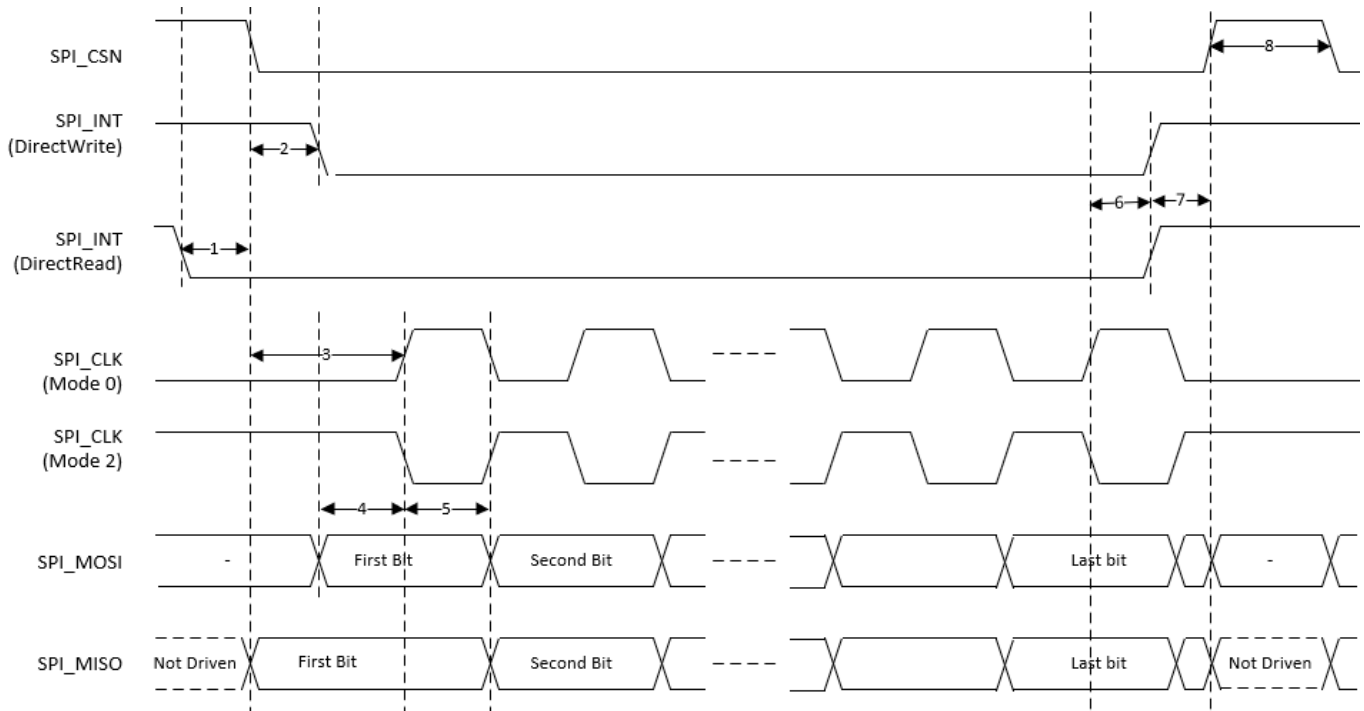 SPI_CSN
8
SPI_INT
(DirectWrite)
2
6
7
SPI_INT
(DirectRead)
1
SPI_CLK
(Mode 0)
3
SPI_CLK
(Mode 2)
4
5
SPI_MOSI
-
First Bit
Second Bit
Last bit
-
SPI_MISO
Not Driven
First Bit
Second Bit
Last bit
Not Driven